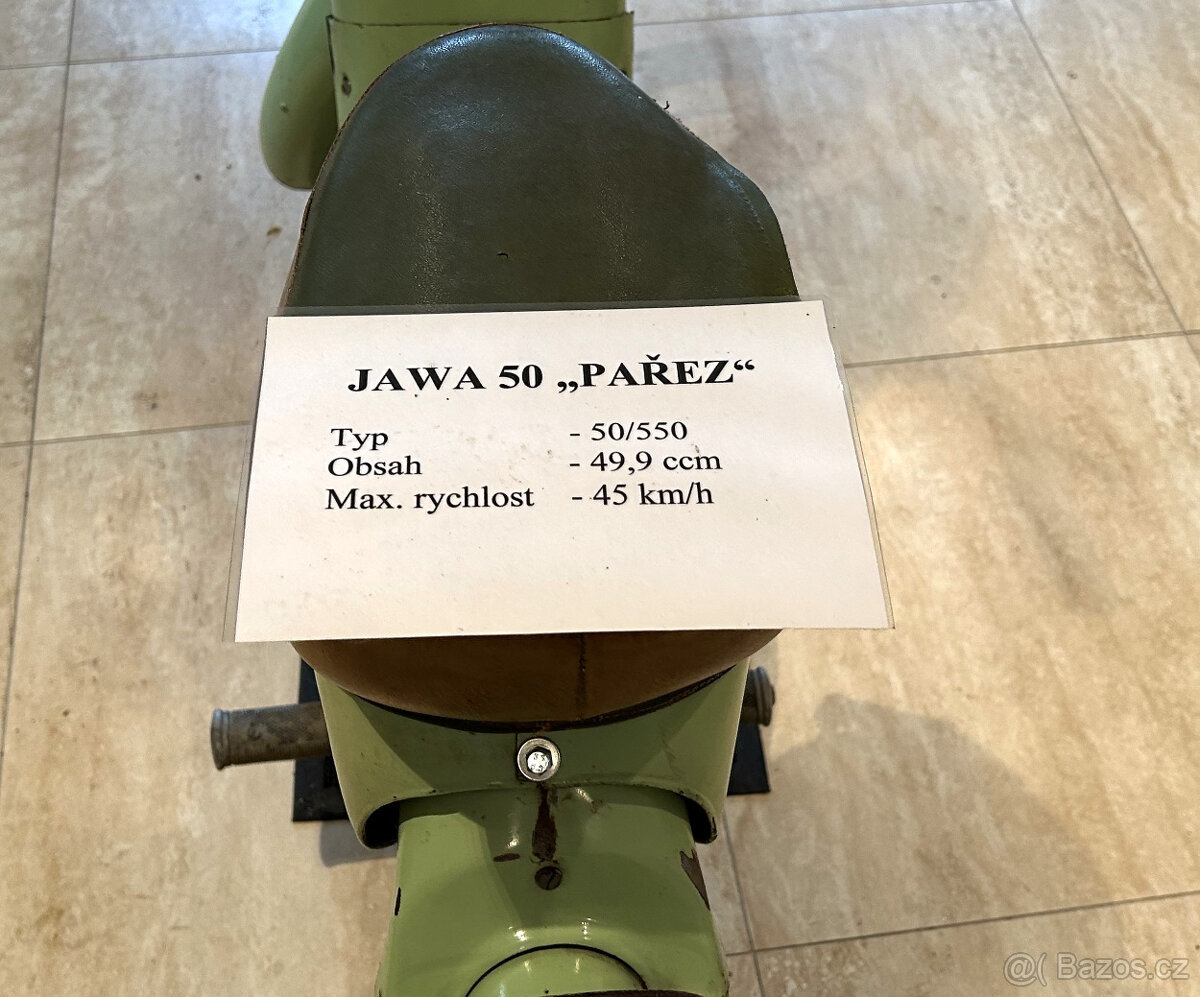 JAWA 50 „PAŘEZ“
Typ - 50/550
Obsah - 49,9 ccm
Max. rychlost - 45 km/h
@( Bazos.cz